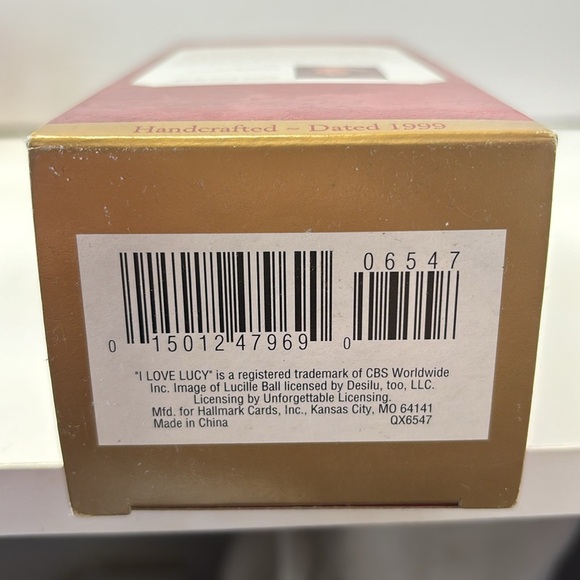 Handcrafted ~ Dated 1999
06547
0 15012 47969 0
"I LOVE LUCY" is a registered trademark of CBS Worldwide
Inc. Image of Lucille Ball licensed by Desilu, too, LLC.
Licensing by Unforgettable Licensing.
Mfd. for Hallmark Cards, Inc., Kansas City, MO 64141
Made in China QX6547